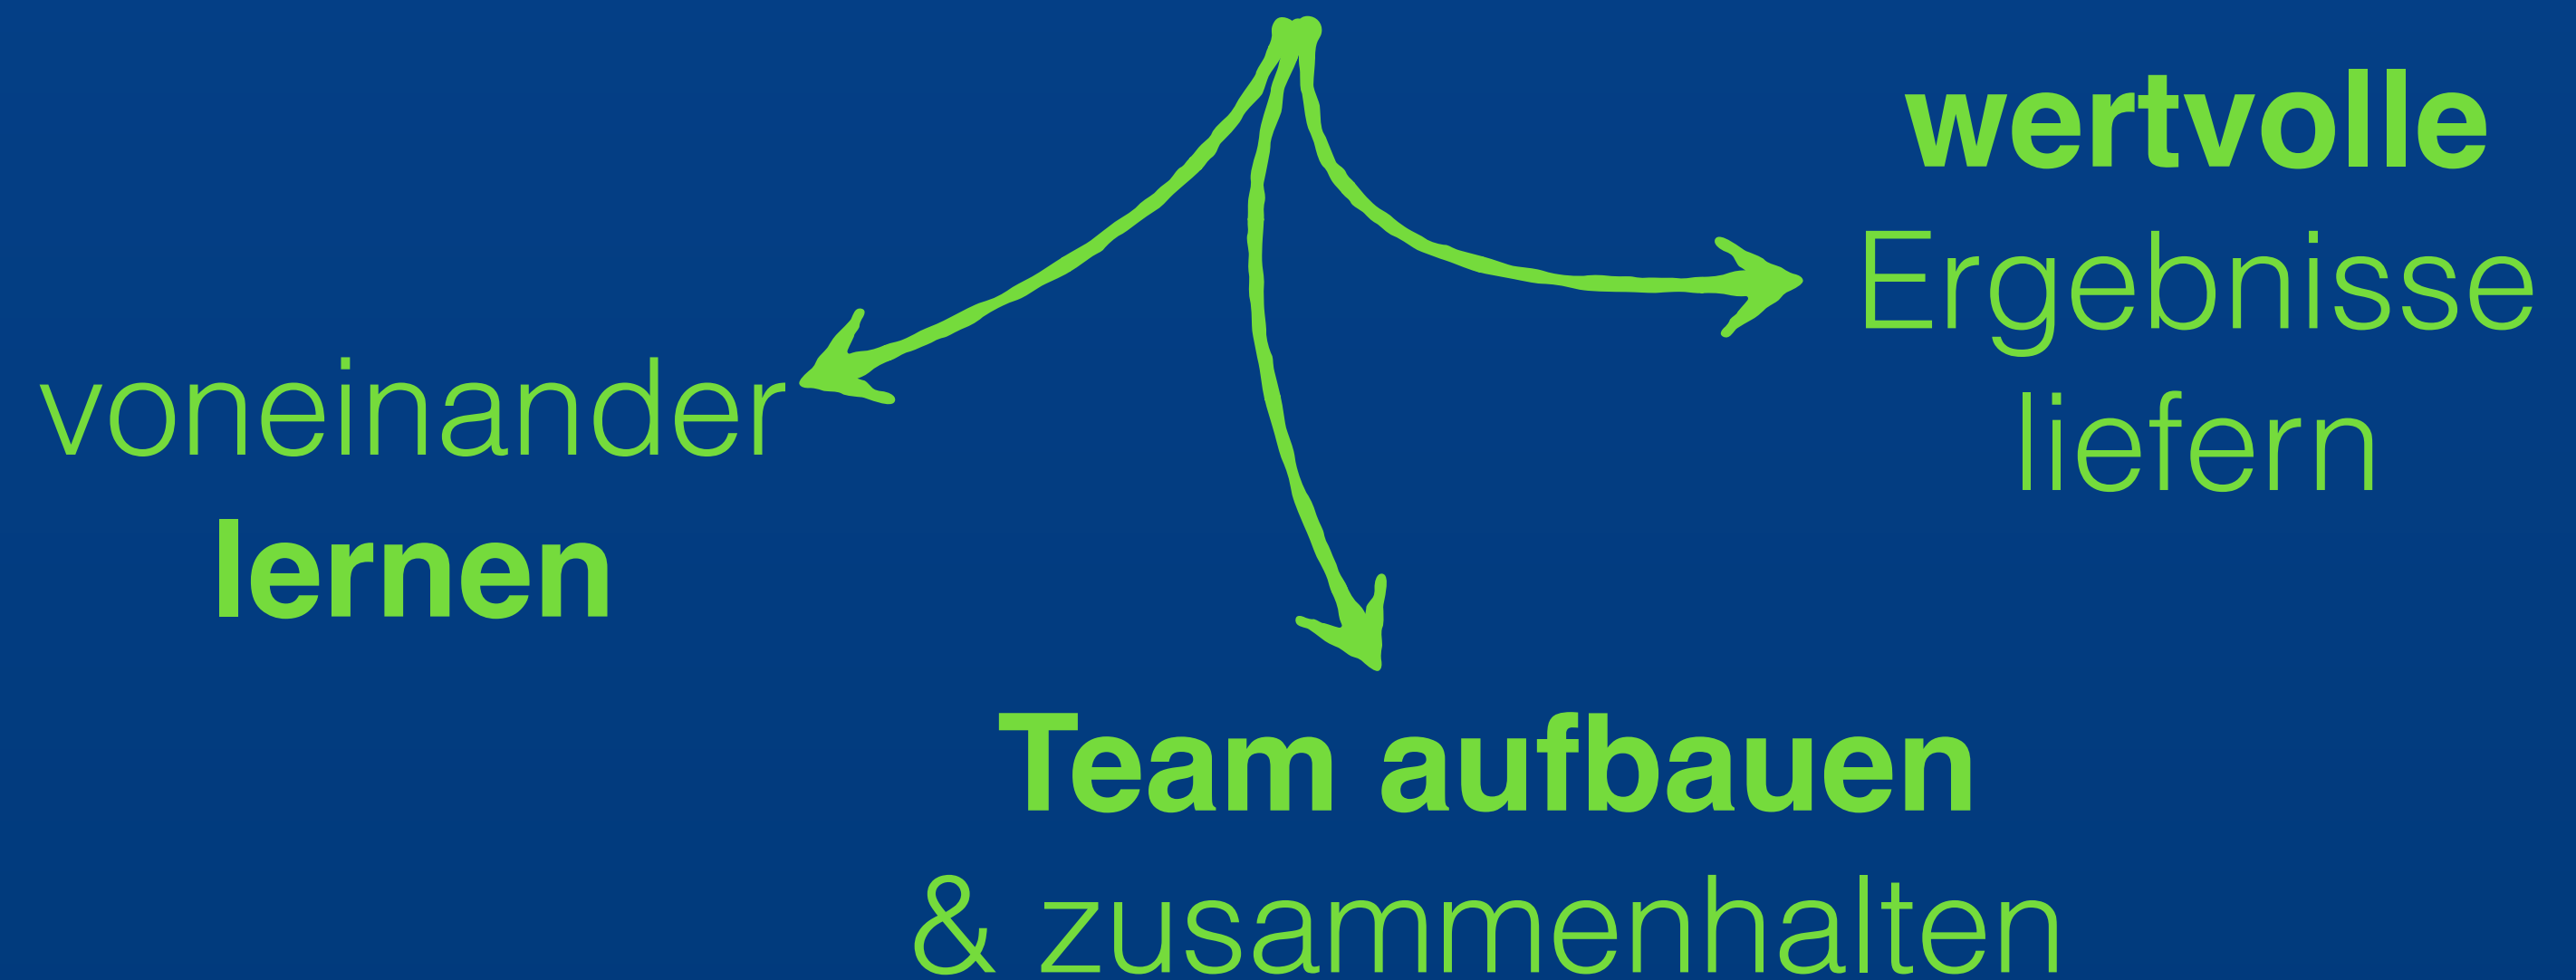 voneinander
lernen
Team aufbauen
& zusammenhalten
wertvolle
Ergebnisse
liefern